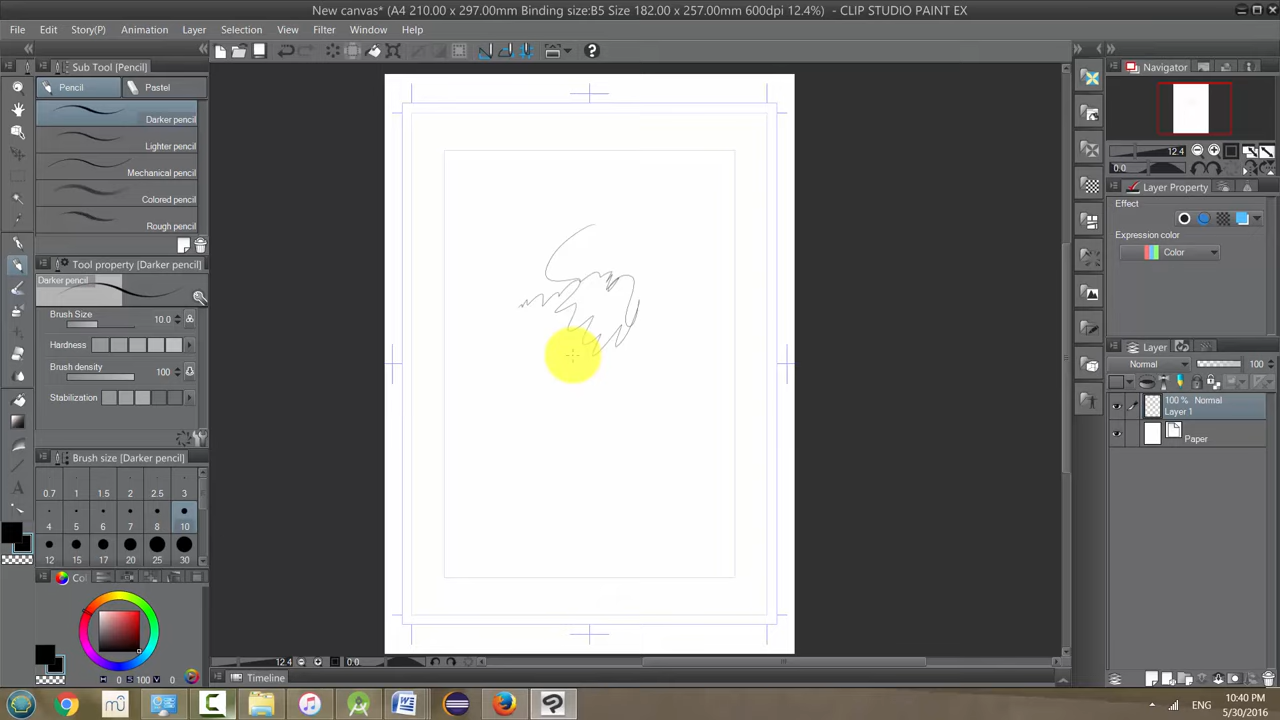 New canvas* (A4 210.00 x 297.00mm Binding size:B5 Size 182.00 x 257.00mm 600dpi 12.4%) - CLIP STUDIO PAINT EX
File Edit Story(P) Animation Layer Selection View Filter Window Help
Sub Tool [Pencil]
Pencil Pastel
Darker pencil
Lighter pencil
Mechanical pencil
Colored pencil
Rough pencil
Tool property [Darker pencil]
Darker pencil
Brush Size 10.0
Hardness
Brush density 100
Stabilization
Brush size [Darker pencil]
0.7 1 1.5 2 2.5 3
4 5 6 7 8 10
12 15 17 20 25 30
Co
H 0 S 100 V 0
12.4 0.0
Timeline
Navigator
12.4
0.0
Layer Property
Effect
Expression color
Color
Layer
Normal 100
100 % Normal
Layer 1
Paper
ENG 10:40 PM
5/30/2016